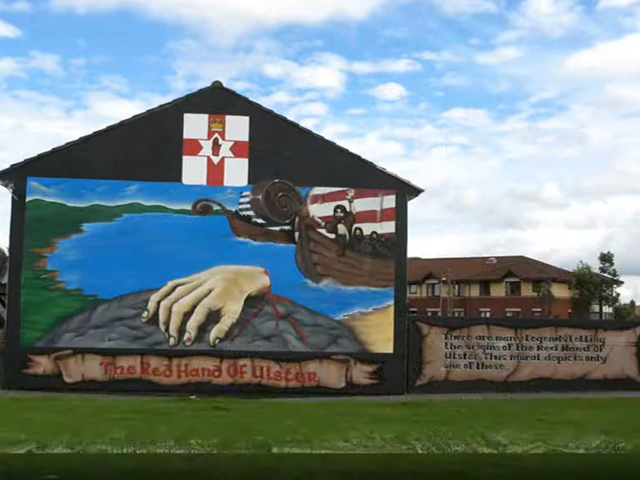 The Red Hand Of Ulster
There are many Legends telling
the origins of the Red Hand Of
Ulster. This mural depicts only
one of these.